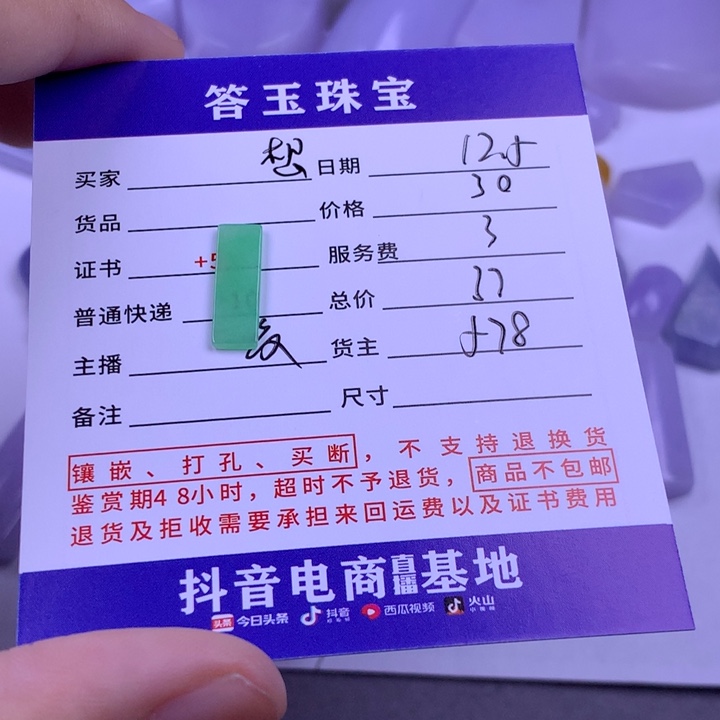 答玉珠宝
买家 想 日期 125
货品 价格 30
证书 +5 服务费 3
普通快递 总价 37
主播 货主 578
备注 尺寸
镶嵌、打孔、买断，不支持退换货
鉴赏期48小时，超时不予退货，商品不包邮
退货及拒收需要承担来回运费以及证书费用
抖音电商直播基地
头条 今日头条 抖音 西瓜视频 火山